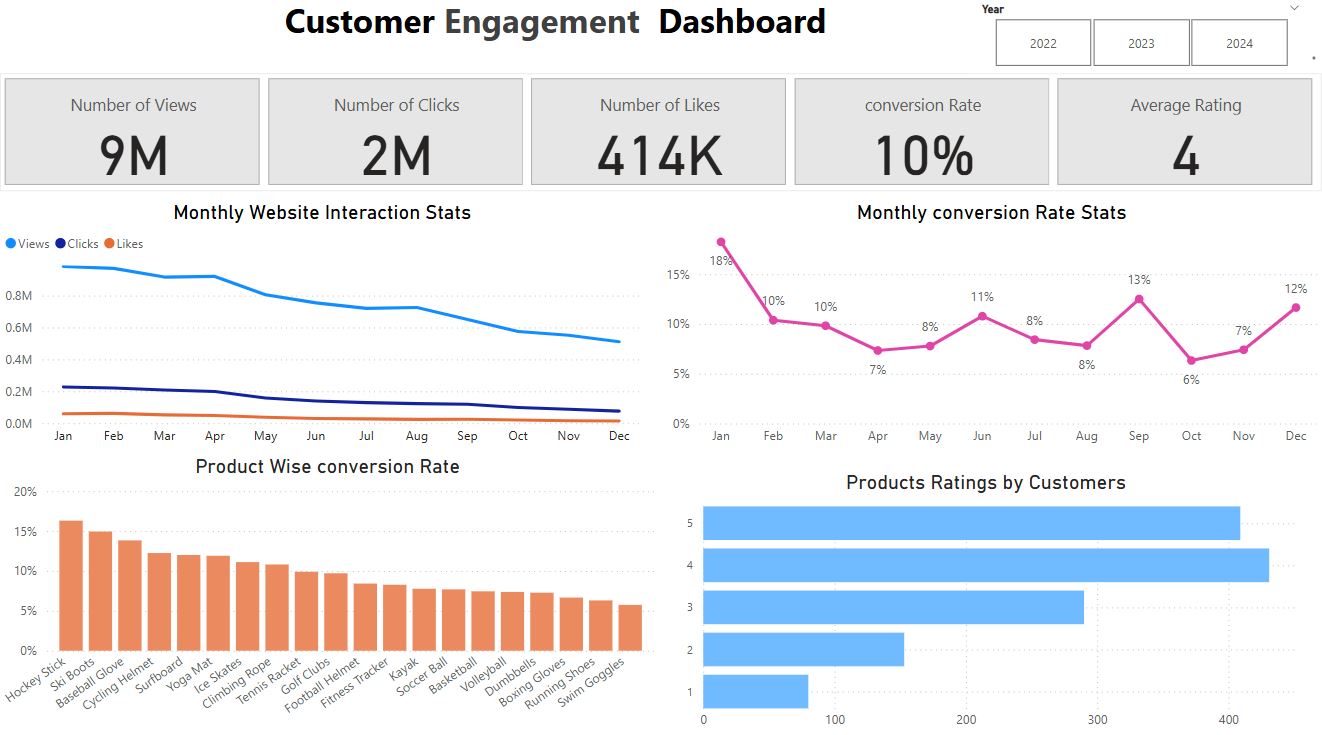 Customer Engagement Dashboard
Year
2022 2023 2024
Number of Views
9M
Number of Clicks
2M
Number of Likes
414K
conversion Rate
10%
Average Rating
4
Monthly Website Interaction Stats
Views Clicks Likes
0.8M
0.6M
0.4M
0.2M
0.0M
Jan Feb Mar Apr May Jun Jul Aug Sep Oct Nov Dec
Monthly conversion Rate Stats
15%
10%
5%
0%
18% 10% 10% 7% 8% 11% 8% 8% 13% 6% 7% 12%
Jan Feb Mar Apr May Jun Jul Aug Sep Oct Nov Dec
Product Wise conversion Rate
20%
15%
10%
5%
0%
Hockey Stick
Ski Boots
Baseball Glove
Cycling Helmet
Surfboard
Yoga Mat
Ice Skates
Climbing Rope
Tennis Racket
Golf Clubs
Football Helmet
Fitness Tracker
Kayak
Soccer Ball
Basketball
Volleyball
Dumbbells
Boxing Gloves
Running Shoes
Swim Goggles
Products Ratings by Customers
5
4
3
2
1
0 100 200 300 400